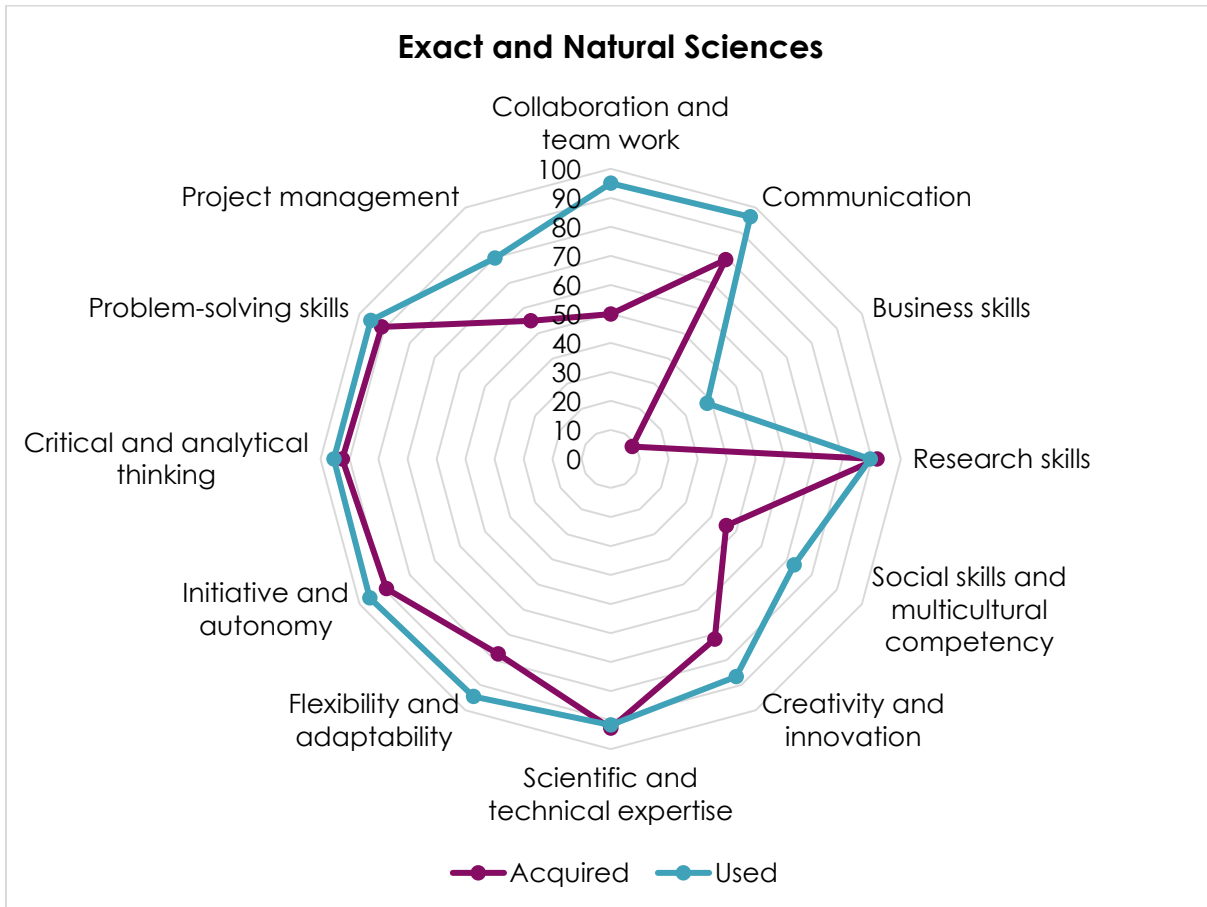 Exact and Natural Sciences
Collaboration and
team work
Communication
Business skills
Research skills
Social skills and
multicultural
competency
Creativity and
innovation
Scientific and
technical expertise
Flexibility and
adaptability
Initiative and
autonomy
Critical and analytical
thinking
Problem-solving skills
Project management
100
90
80
70
60
50
40
30
20
10
0
Acquired
Used